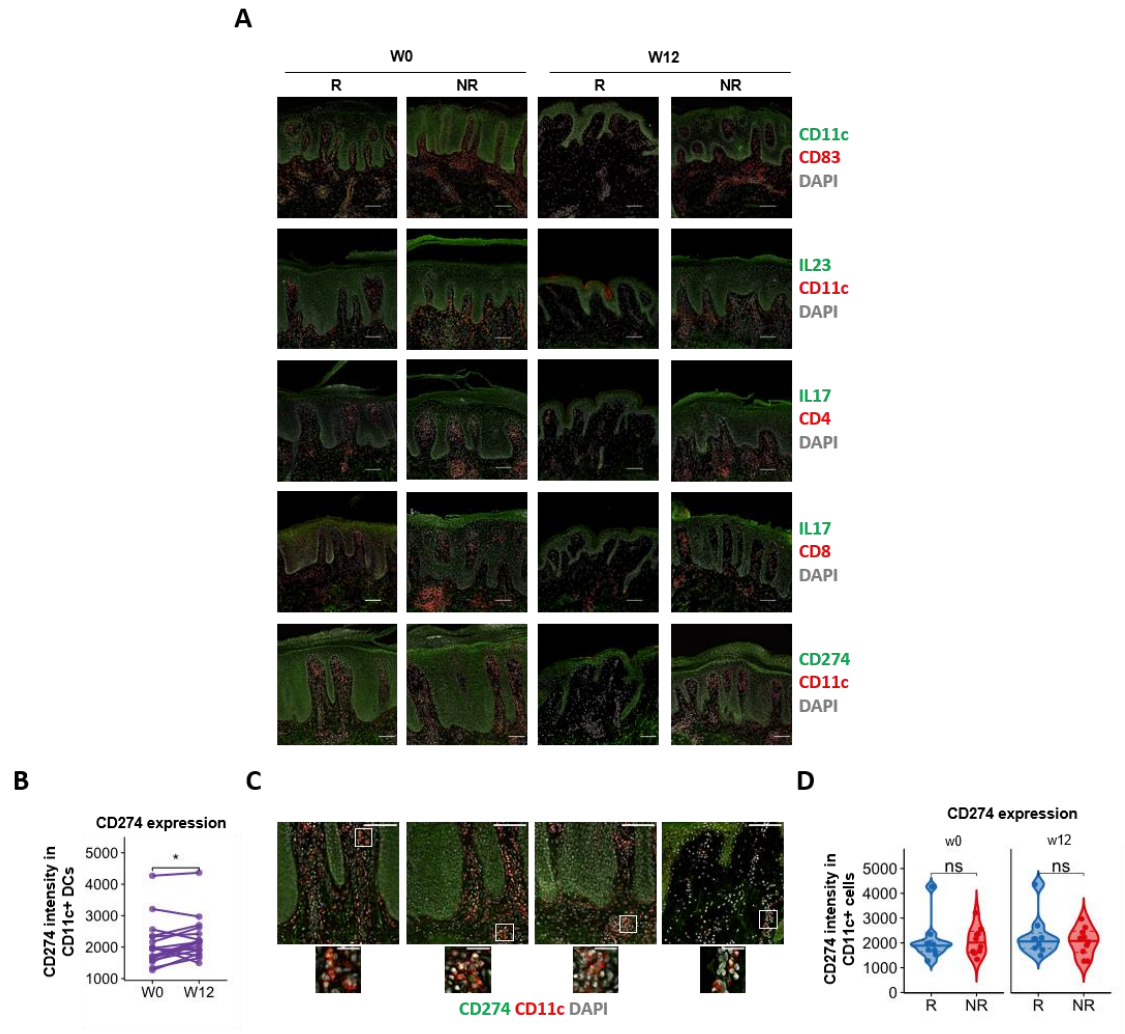 A
W0 W12
R NR R NR
CD11c
CD83
DAPI
IL23
CD11c
DAPI
IL17
CD4
DAPI
IL17
CD8
DAPI
CD274
CD11c
DAPI
B
CD274 expression
CD274 intensity in
CD11c+ DCs
5000
4000
3000
2000
1000
*
W0 W12
C
CD274 CD11c DAPI
D
CD274 expression
w0 w12
CD274 intensity in
CD11c+ cells
5000
4000
3000
2000
1000
0
ns ns
R NR R NR